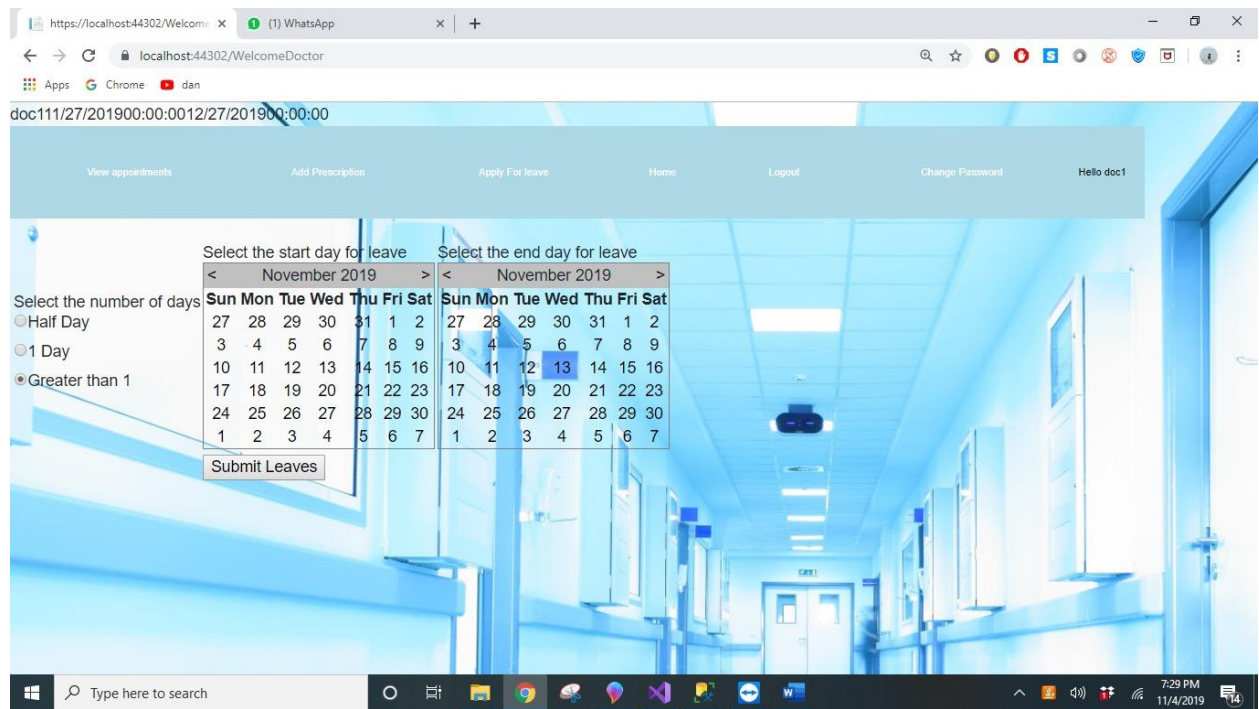 https://localhost:44302/Welcome
(1) WhatsApp
localhost:44302/WelcomeDoctor
Apps Chrome dan
doc111/27/201900:00:0012/27/201900:00:00
View appointments Add Prescription Apply For leave Home Logout Change Password Hello doc1
Select the number of days
Half Day
1 Day
Greater than 1
Select the start day for leave
< November 2019 >
Sun Mon Tue Wed Thu Fri Sat
27 28 29 30 31 1 2
3 4 5 6 7 8 9
10 11 12 13 14 15 16
17 18 19 20 21 22 23
24 25 26 27 28 29 30
1 2 3 4 5 6 7
Select the end day for leave
< November 2019 >
Sun Mon Tue Wed Thu Fri Sat
27 28 29 30 31 1 2
3 4 5 6 7 8 9
10 11 12 13 14 15 16
17 18 19 20 21 22 23
24 25 26 27 28 29 30
1 2 3 4 5 6 7
Submit Leaves
Type here to search
7:29 PM
11/4/2019
14